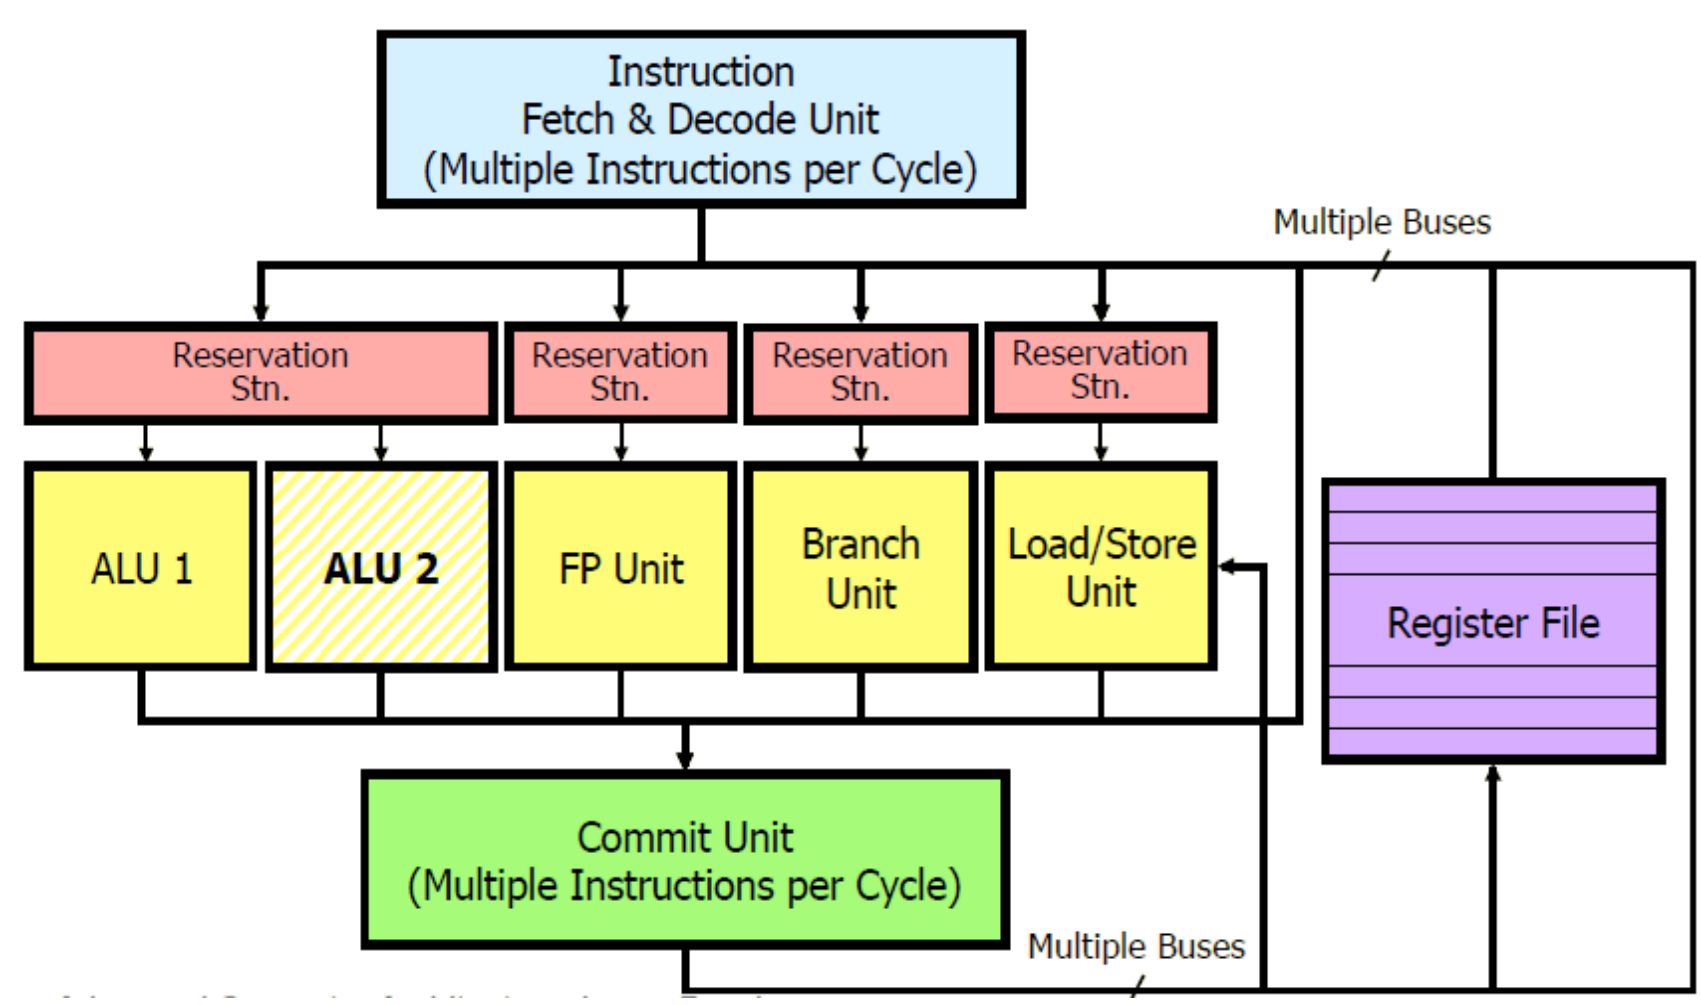 Instruction
Fetch & Decode Unit
(Multiple Instructions per Cycle)
Multiple Buses
Reservation
Stn.
Reservation
Stn.
Reservation
Stn.
Reservation
Stn.
ALU 1
ALU 2
FP Unit
Branch
Unit
Load/Store
Unit
Register File
Commit Unit
(Multiple Instructions per Cycle)
Multiple Buses